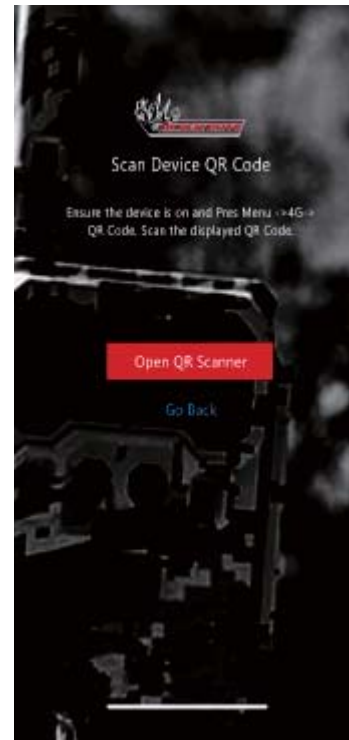 Scan Device QR Code
Ensure the device is on and Pres Menu ->4G->
QR Code. Scan the displayed QR Code.
Open QR Scanner
Go Back